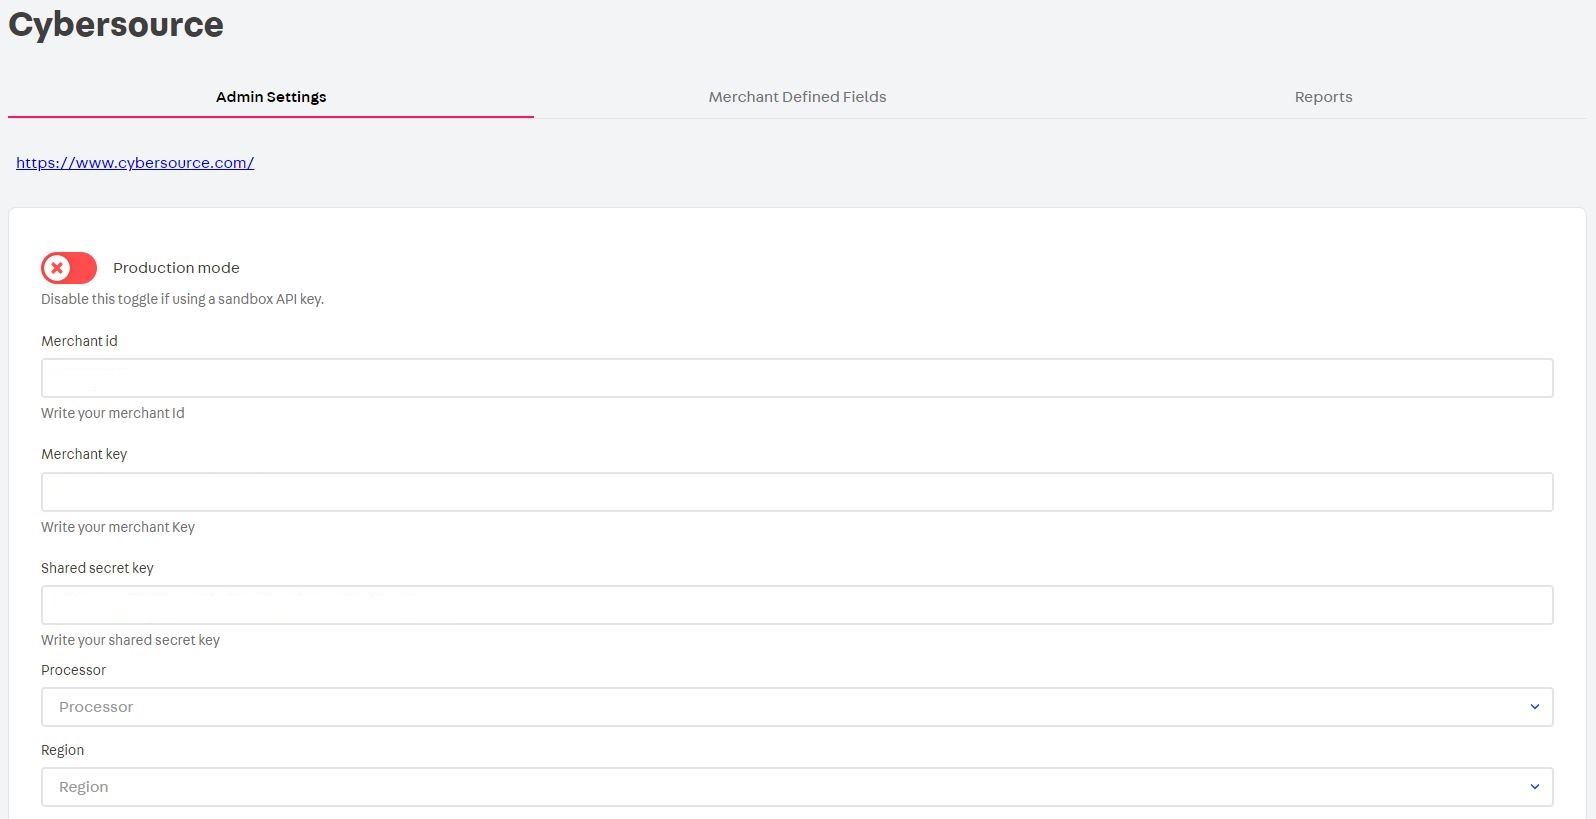 Cybersource
Admin Settings
Merchant Defined Fields
Reports
https://www.cybersource.com/
Production mode
Disable this toggle if using a sandbox API key.
Merchant id
Write your merchant Id
Merchant key
Write your merchant Key
Shared secret key
Write your shared secret key
Processor
Processor
Region
Region